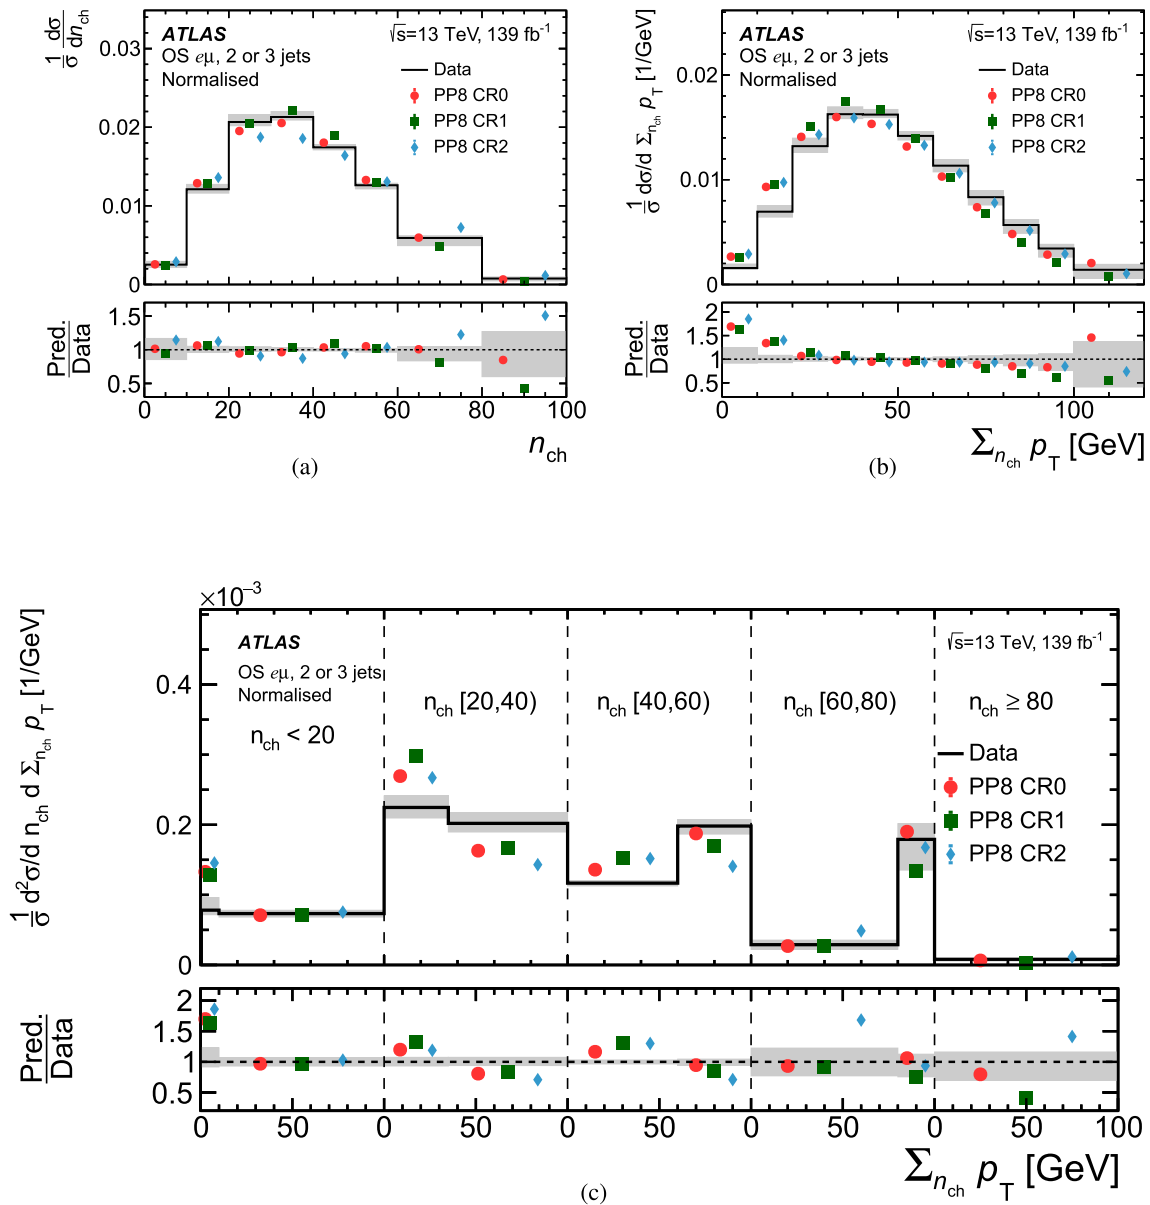 1/σ dσ/dn_ch
ATLAS
√s=13 TeV, 139 fb⁻¹
OS eμ, 2 or 3 jets
Normalised
Data
PP8 CR0
PP8 CR1
PP8 CR2
0.03
0.02
0.01
0
Pred.
Data
1.5
1
0.5
0 20 40 60 80 100
n_ch
(a)
1/σ dσ/d Σ_n_ch p_T [1/GeV]
ATLAS
√s=13 TeV, 139 fb⁻¹
OS eμ, 2 or 3 jets
Normalised
Data
PP8 CR0
PP8 CR1
PP8 CR2
0.02
0.01
0
Pred.
Data
2
1.5
1
0.5
0 50 100
Σ_n_ch p_T [GeV]
(b)
×10⁻³
1/σ d²σ/d n_ch d Σ_n_ch p_T [1/GeV]
ATLAS
√s=13 TeV, 139 fb⁻¹
OS eμ, 2 or 3 jets
Normalised
n_ch < 20
n_ch [20,40)
n_ch [40,60)
n_ch [60,80)
n_ch ≥ 80
Data
PP8 CR0
PP8 CR1
PP8 CR2
0.4
0.2
0
Pred.
Data
2
1.5
1
0.5
0 50 0 50 0 50 0 50 0 50 100
Σ_n_ch p_T [GeV]
(c)